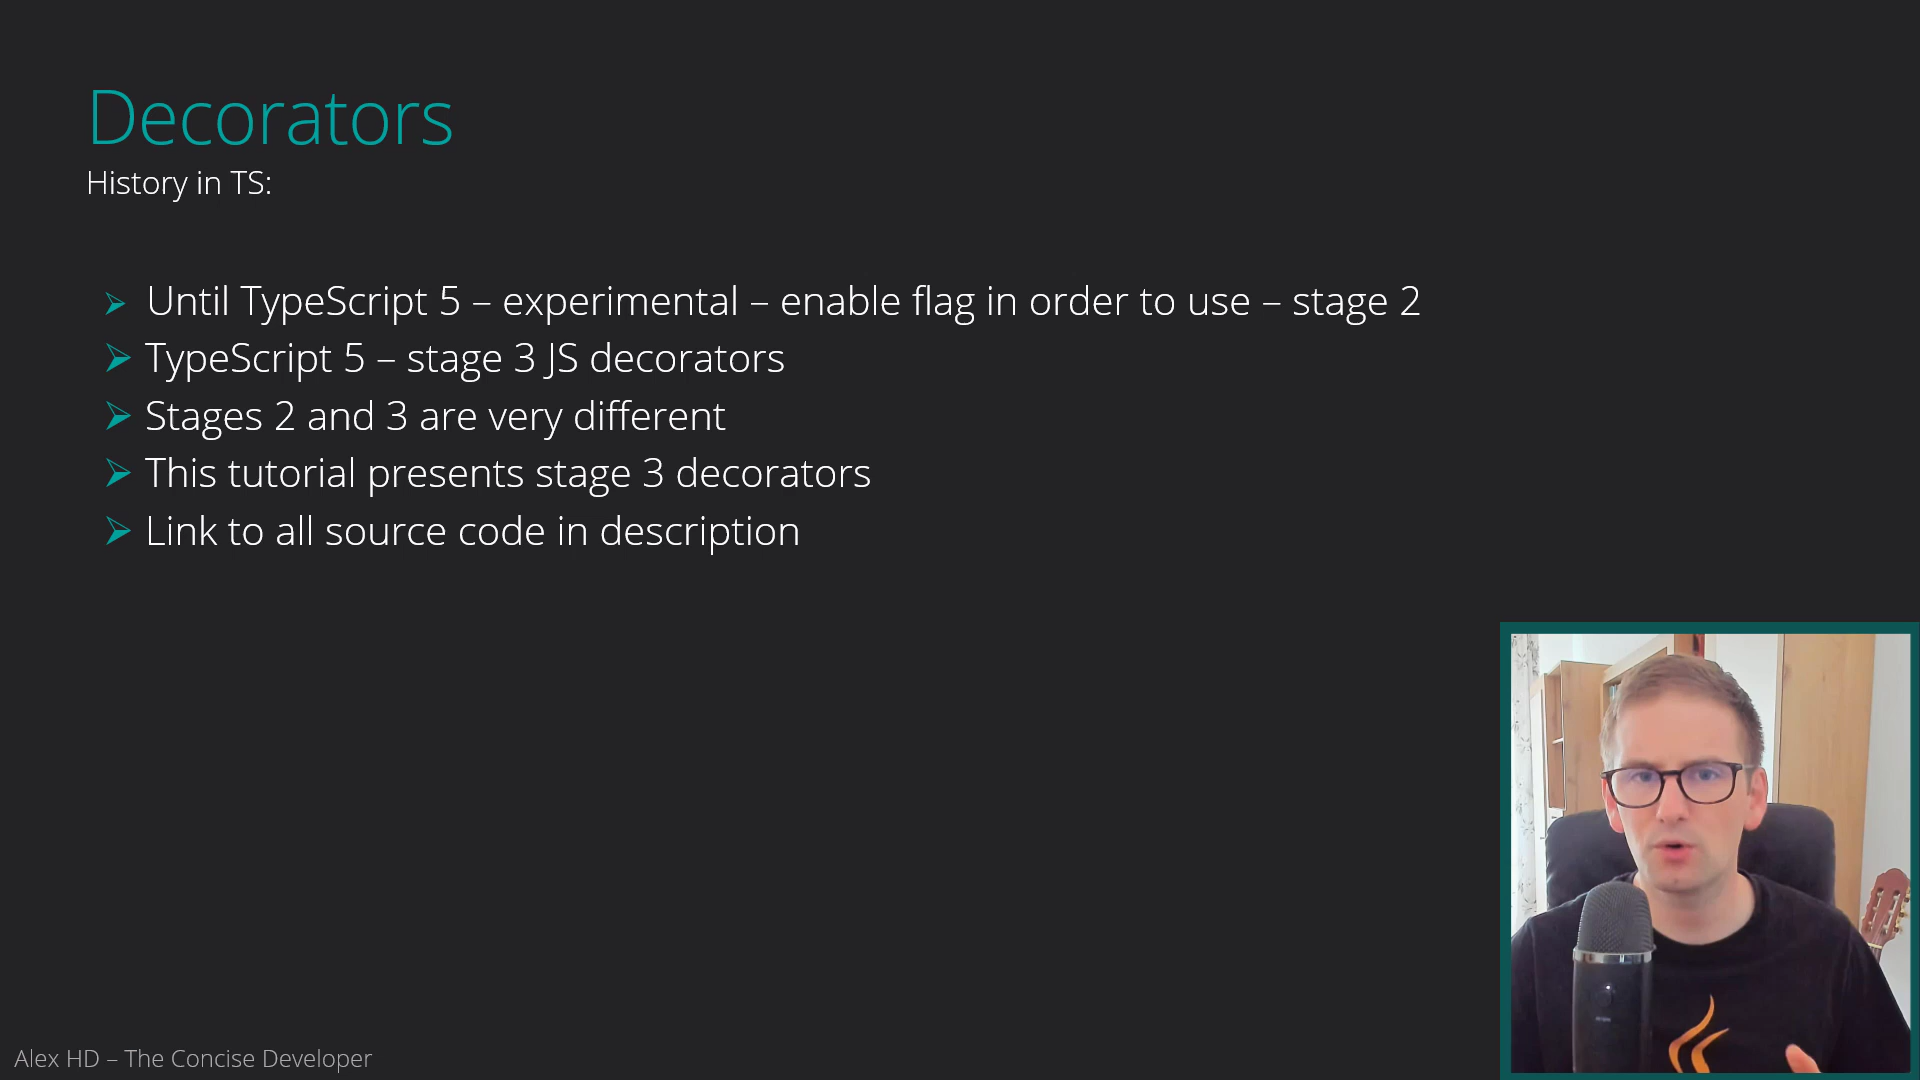 Decorators
History in TS:
Until TypeScript 5 – experimental – enable flag in order to use – stage 2
TypeScript 5 – stage 3 JS decorators
Stages 2 and 3 are very different
This tutorial presents stage 3 decorators
Link to all source code in description
Alex HD – The Concise Developer